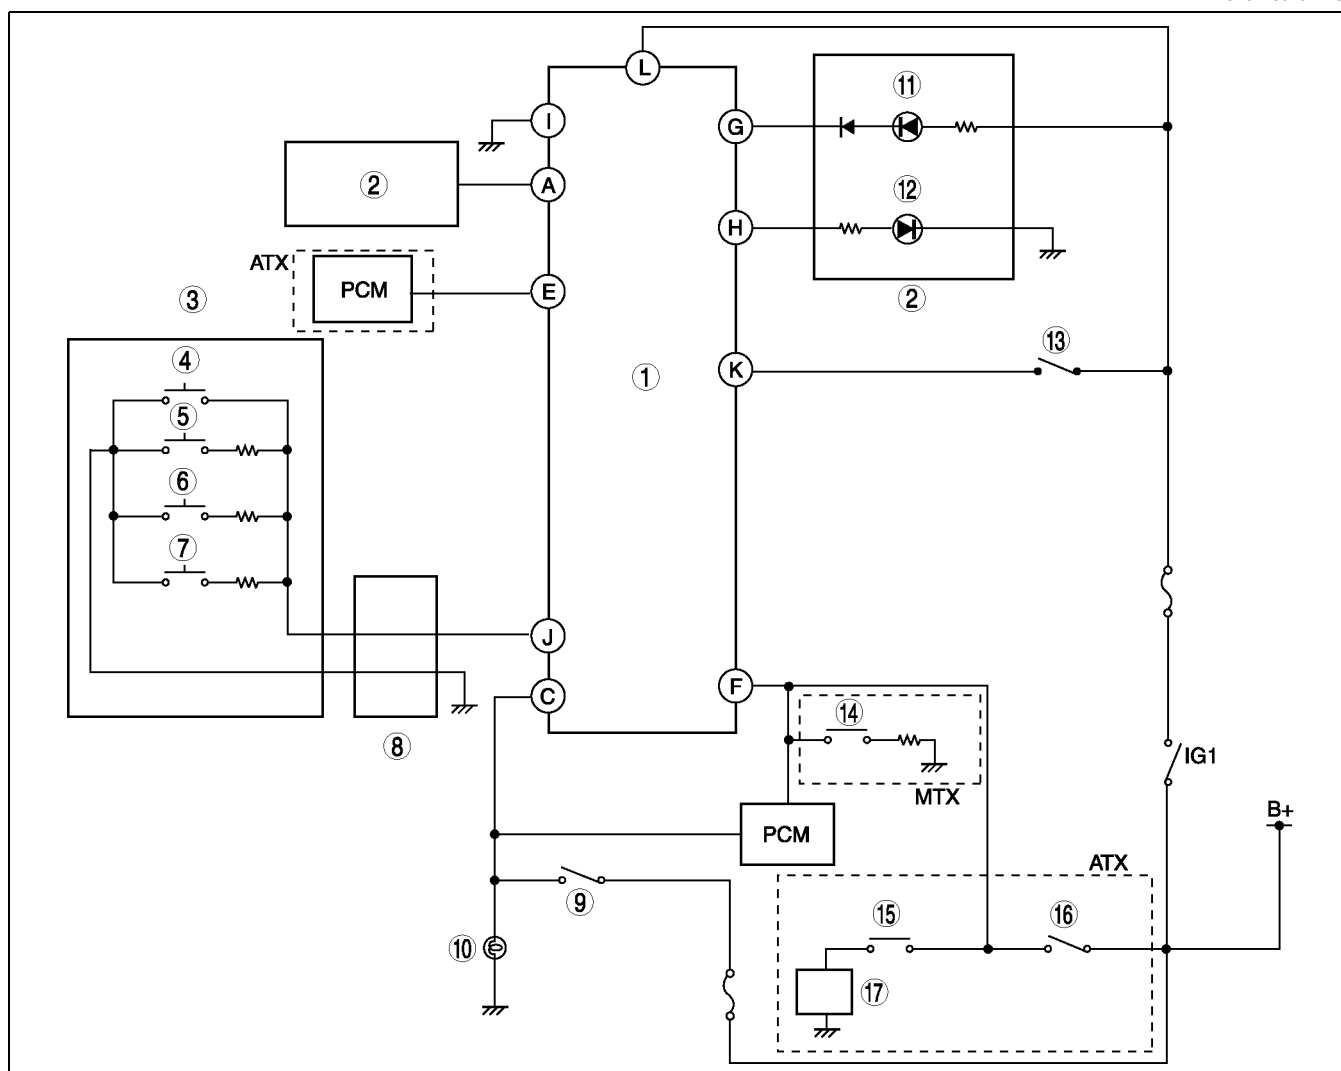 L
⑪
I
G
②
A
⑫
H
ATX
PCM
E
②
③
⑬
④
①
K
⑤
⑥
⑦
J
C
F
⑭
⑧
IG1
MTX
B+
PCM
ATX
⑨
⑮
⑯
⑩
⑰